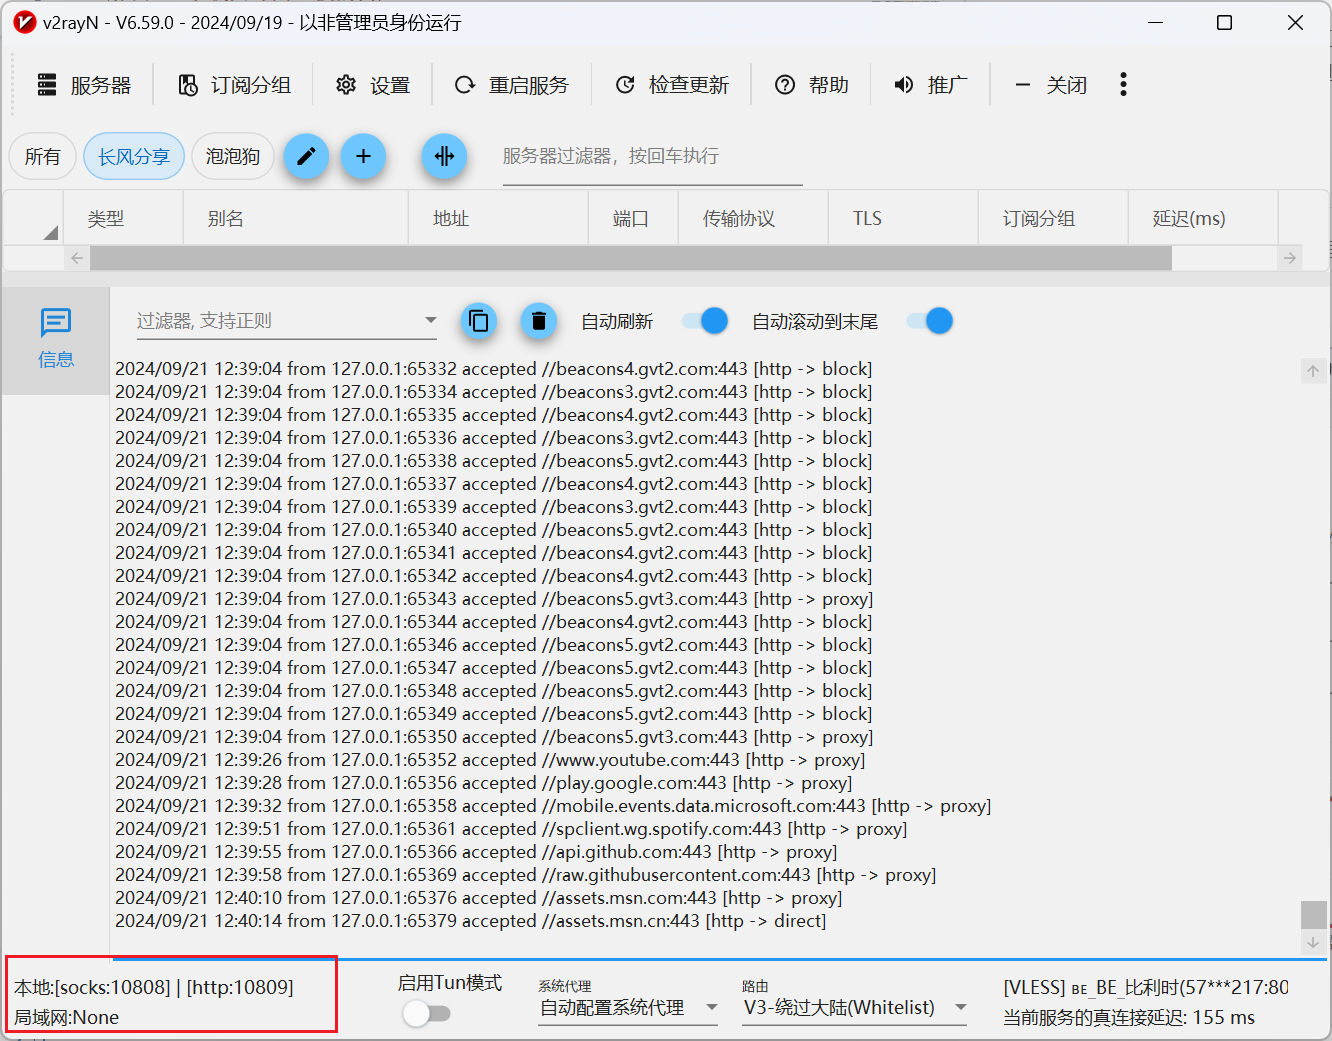 v2rayN - V6.59.0 - 2024/09/19 - 以非管理员身份运行
服务器 订阅分组 设置 重启服务 检查更新 帮助 推广 关闭
所有 长风分享 泡泡狗 服务器过滤器，按回车执行
类型 别名 地址 端口 传输协议 TLS 订阅分组 延迟(ms)
信息
过滤器, 支持正则 自动刷新 自动滚动到末尾
2024/09/21 12:39:04 from 127.0.0.1:65332 accepted //beacons4.gvt2.com:443 [http -> block]
2024/09/21 12:39:04 from 127.0.0.1:65334 accepted //beacons3.gvt2.com:443 [http -> block]
2024/09/21 12:39:04 from 127.0.0.1:65335 accepted //beacons4.gvt2.com:443 [http -> block]
2024/09/21 12:39:04 from 127.0.0.1:65336 accepted //beacons3.gvt2.com:443 [http -> block]
2024/09/21 12:39:04 from 127.0.0.1:65338 accepted //beacons5.gvt2.com:443 [http -> block]
2024/09/21 12:39:04 from 127.0.0.1:65337 accepted //beacons4.gvt2.com:443 [http -> block]
2024/09/21 12:39:04 from 127.0.0.1:65339 accepted //beacons3.gvt2.com:443 [http -> block]
2024/09/21 12:39:04 from 127.0.0.1:65340 accepted //beacons5.gvt2.com:443 [http -> block]
2024/09/21 12:39:04 from 127.0.0.1:65341 accepted //beacons4.gvt2.com:443 [http -> block]
2024/09/21 12:39:04 from 127.0.0.1:65342 accepted //beacons4.gvt2.com:443 [http -> block]
2024/09/21 12:39:04 from 127.0.0.1:65343 accepted //beacons5.gvt3.com:443 [http -> proxy]
2024/09/21 12:39:04 from 127.0.0.1:65344 accepted //beacons4.gvt2.com:443 [http -> block]
2024/09/21 12:39:04 from 127.0.0.1:65346 accepted //beacons5.gvt2.com:443 [http -> block]
2024/09/21 12:39:04 from 127.0.0.1:65347 accepted //beacons5.gvt2.com:443 [http -> block]
2024/09/21 12:39:04 from 127.0.0.1:65348 accepted //beacons5.gvt2.com:443 [http -> block]
2024/09/21 12:39:04 from 127.0.0.1:65349 accepted //beacons5.gvt2.com:443 [http -> block]
2024/09/21 12:39:04 from 127.0.0.1:65350 accepted //beacons5.gvt3.com:443 [http -> proxy]
2024/09/21 12:39:26 from 127.0.0.1:65352 accepted //www.youtube.com:443 [http -> proxy]
2024/09/21 12:39:28 from 127.0.0.1:65356 accepted //play.google.com:443 [http -> proxy]
2024/09/21 12:39:32 from 127.0.0.1:65358 accepted //mobile.events.data.microsoft.com:443 [http -> proxy]
2024/09/21 12:39:51 from 127.0.0.1:65361 accepted //spclient.wg.spotify.com:443 [http -> proxy]
2024/09/21 12:39:55 from 127.0.0.1:65366 accepted //api.github.com:443 [http -> proxy]
2024/09/21 12:39:58 from 127.0.0.1:65369 accepted //raw.githubusercontent.com:443 [http -> proxy]
2024/09/21 12:40:10 from 127.0.0.1:65376 accepted //assets.msn.com:443 [http -> proxy]
2024/09/21 12:40:14 from 127.0.0.1:65379 accepted //assets.msn.cn:443 [http -> direct]
本地:[socks:10808] | [http:10809]
局域网:None
启用Tun模式
系统代理
自动配置系统代理
路由
V3-绕过大陆(Whitelist)
[VLESS] BE_BE_比利时(57***217:80
当前服务的真连接延迟: 155 ms